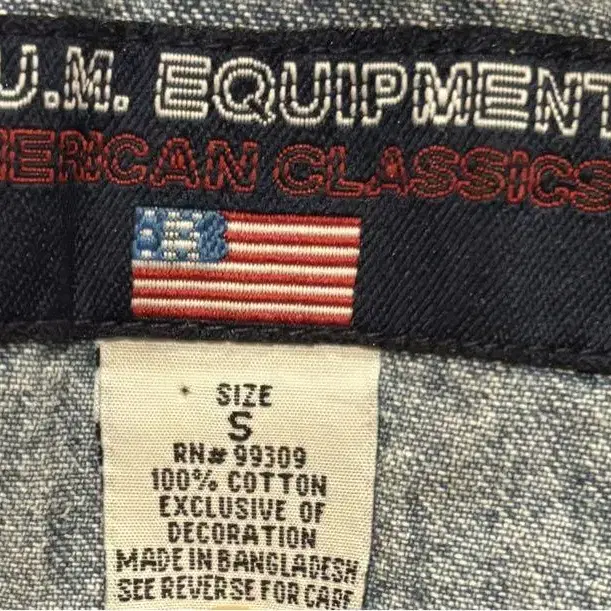 U.M. EQUIPMENT
ERICAN CLASSICS
SIZE
S
RN# 99309
100% COTTON
EXCLUSIVE OF
DECORATION
MADE IN BANGLADESH
SEE REVERSE FOR CARE